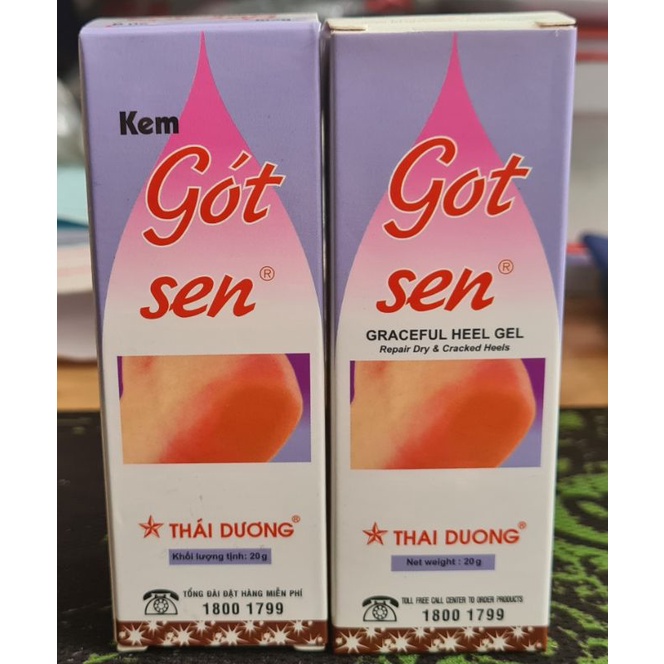 Kem
Gót
sen®
THÁI DƯƠNG®
Khối lượng tịnh: 20g
TỔNG ĐÀI ĐẶT HÀNG MIỄN PHÍ
1800 1799
Got
sen®
GRACEFUL HEEL GEL
Repair Dry & Cracked Heels
THAI DUONG®
Net weight : 20g
TOLL FREE CALL CENTER TO ORDER PRODUCTS
1800 1799